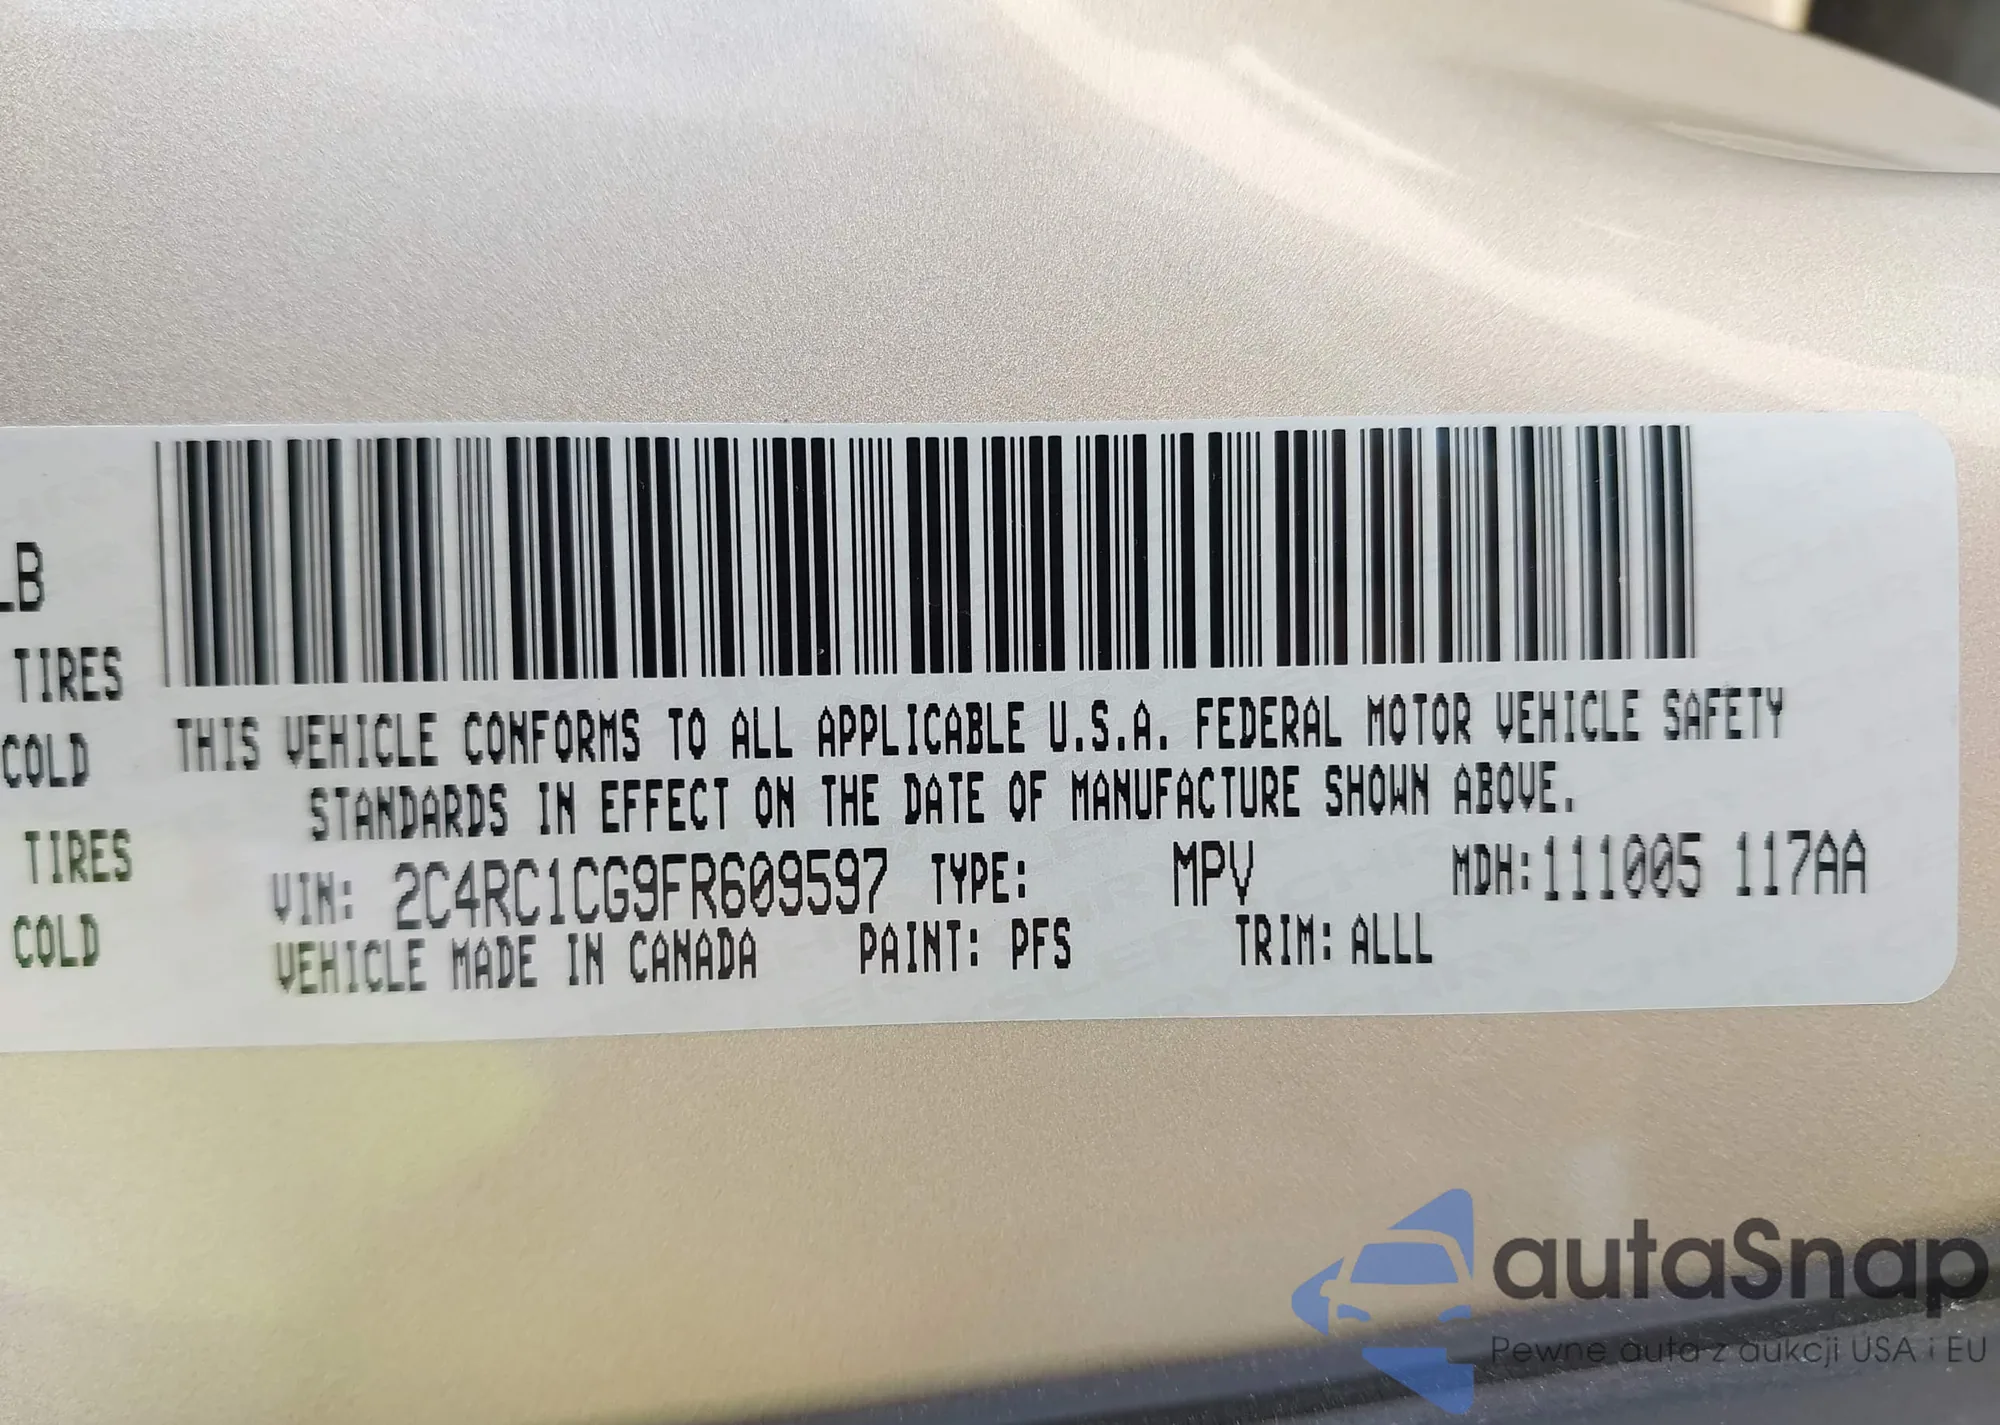 LB
TIRES
COLD
TIRES
COLD
THIS VEHICLE CONFORMS TO ALL APPLICABLE U.S.A. FEDERAL MOTOR VEHICLE SAFETY
STANDARDS IN EFFECT ON THE DATE OF MANUFACTURE SHOWN ABOVE.
VIN: 2C4RC1CG9FR609597 TYPE: MPV MDH:111005 117AA
VEHICLE MADE IN CANADA PAINT: PFS TRIM: ALLL
autaSnap
Pewne auta z aukcji USA i EU